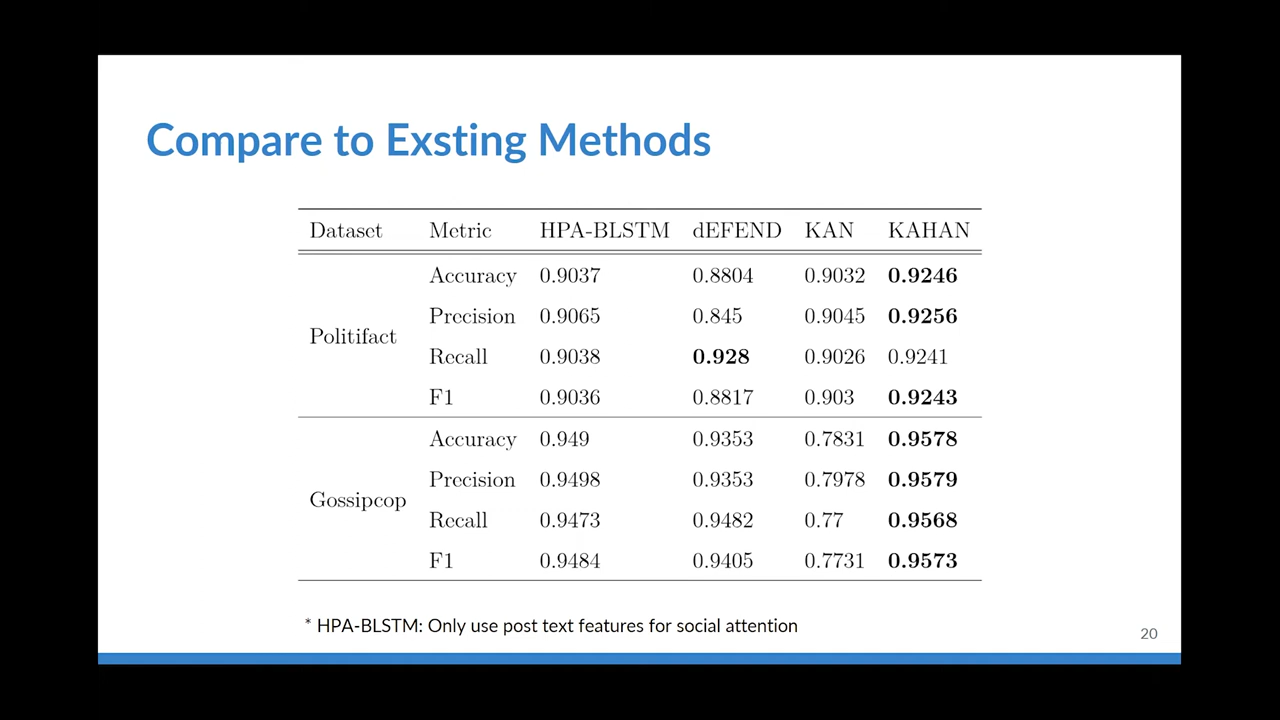 Compare to Exsting Methods
Dataset Metric HPA-BLSTM dEFEND KAN KAHAN
Politifact
Accuracy 0.9037 0.8804 0.9032 0.9246
Precision 0.9065 0.845 0.9045 0.9256
Recall 0.9038 0.928 0.9026 0.9241
F1 0.9036 0.8817 0.903 0.9243
Gossipcop
Accuracy 0.949 0.9353 0.7831 0.9578
Precision 0.9498 0.9353 0.7978 0.9579
Recall 0.9473 0.9482 0.77 0.9568
F1 0.9484 0.9405 0.7731 0.9573
* HPA-BLSTM: Only use post text features for social attention
20